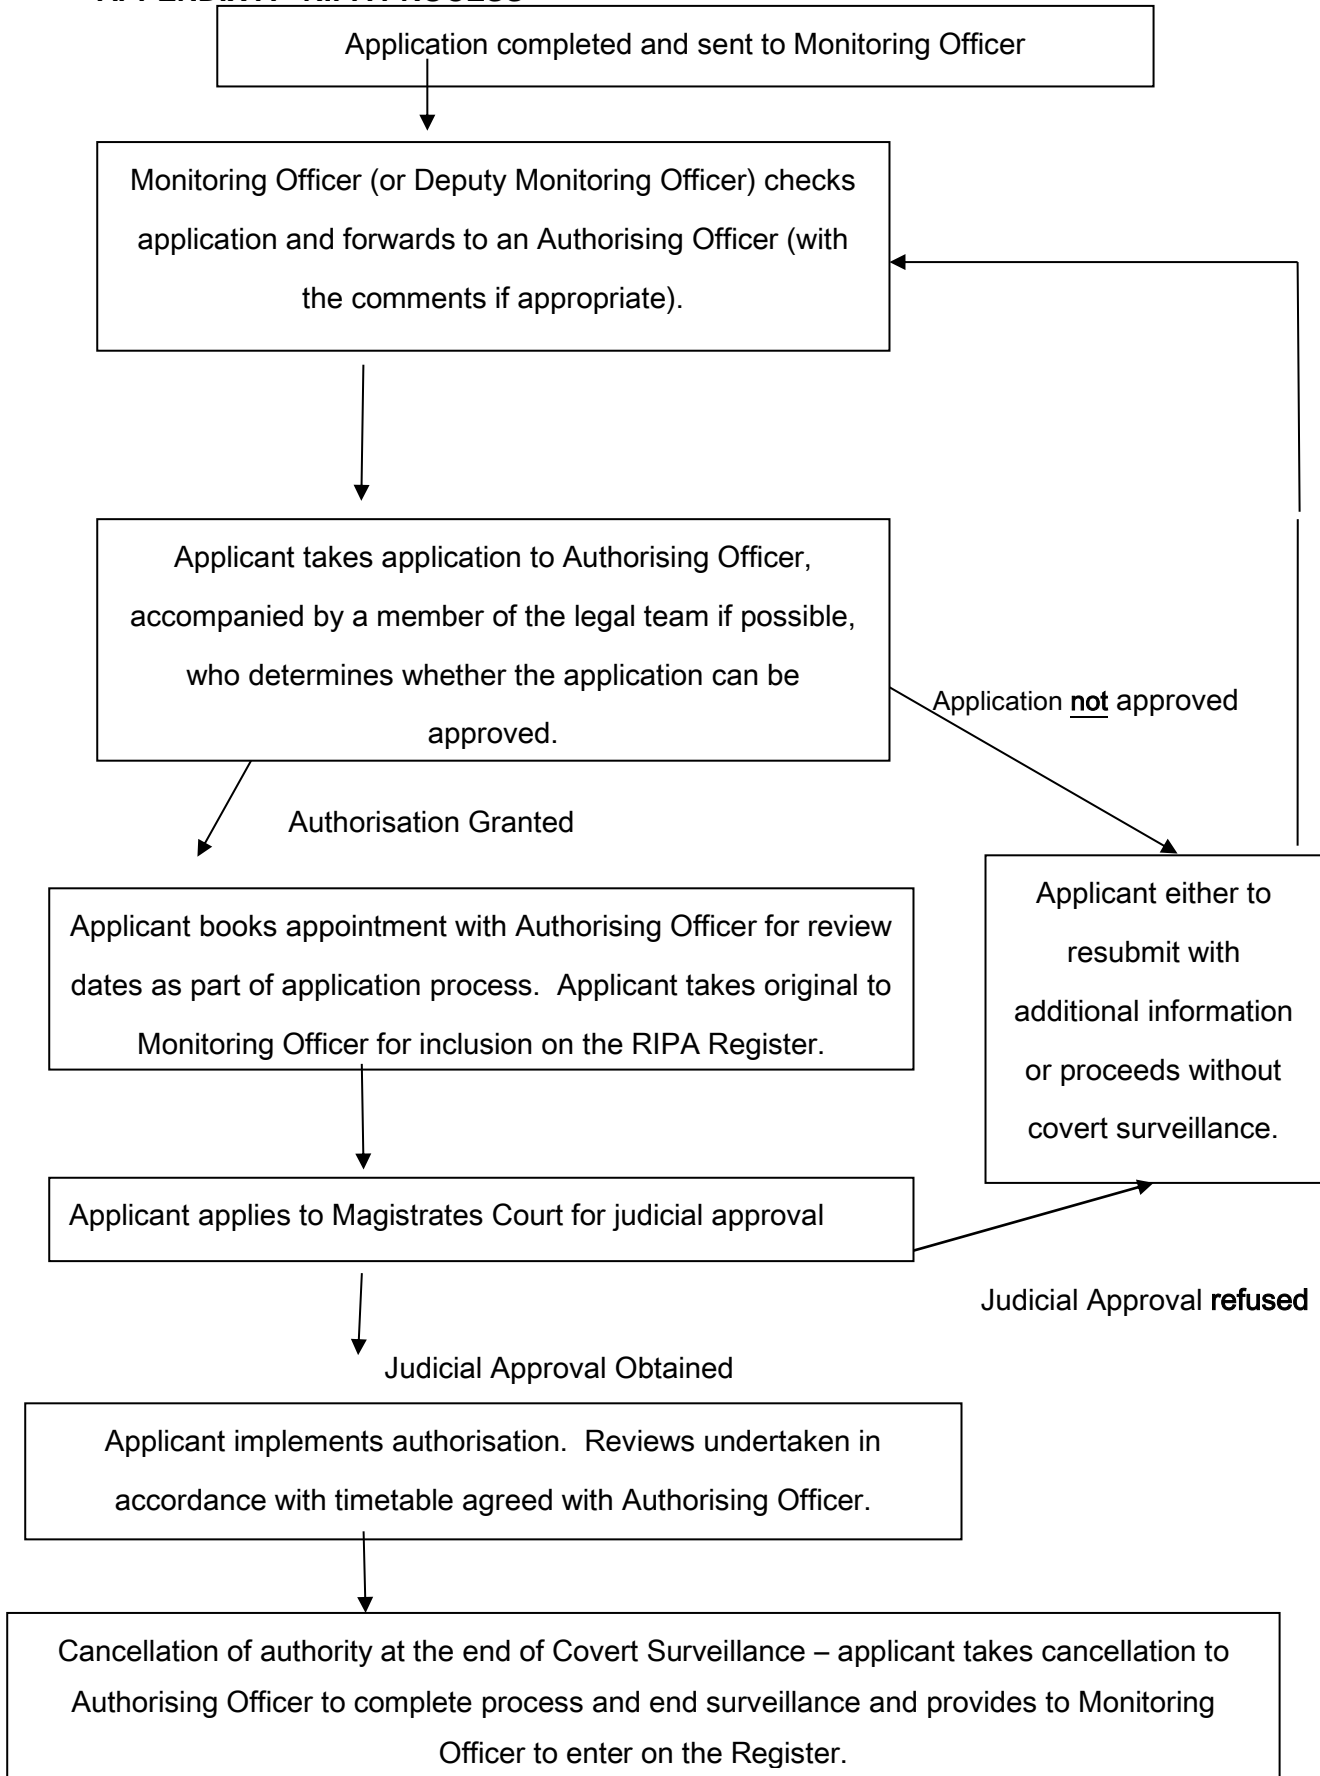 Application completed and sent to Monitoring Officer
Monitoring Officer (or Deputy Monitoring Officer) checks
application and forwards to an Authorising Officer (with
the comments if appropriate).
Applicant takes application to Authorising Officer,
accompanied by a member of the legal team if possible,
who determines whether the application can be
approved.
Application not approved
Authorisation Granted
Applicant either to
resubmit with
additional information
or proceeds without
covert surveillance.
Applicant books appointment with Authorising Officer for review
dates as part of application process.  Applicant takes original to
Monitoring Officer for inclusion on the RIPA Register.
Applicant applies to Magistrates Court for judicial approval
Judicial Approval refused
Judicial Approval Obtained
Applicant implements authorisation.  Reviews undertaken in
accordance with timetable agreed with Authorising Officer.
Cancellation of authority at the end of Covert Surveillance – applicant takes cancellation to
Authorising Officer to complete process and end surveillance and provides to Monitoring
Officer to enter on the Register.